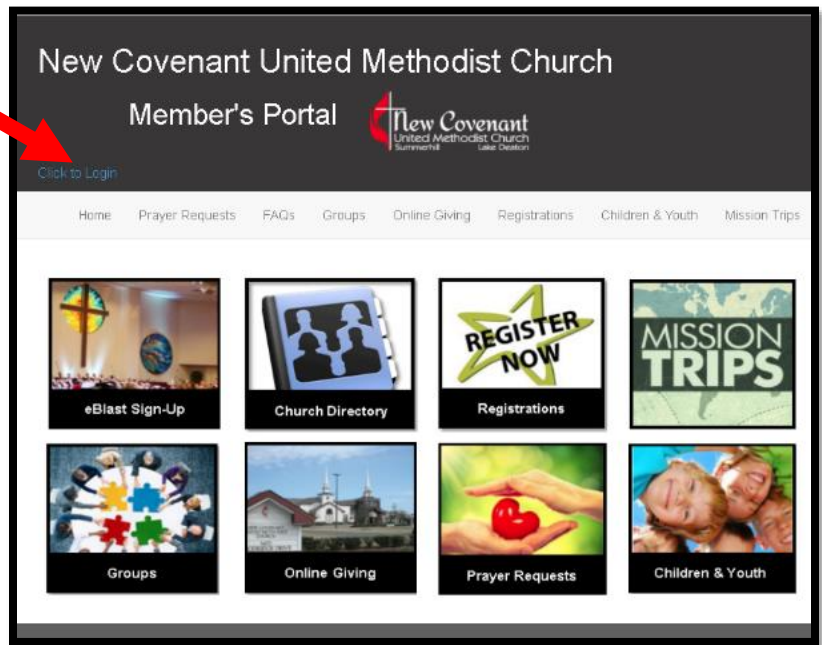 New Covenant United Methodist Church
Member's Portal
New Covenant
United Methodist Church
Summerhill Lake Deaton
Click to Login
Home Prayer Requests FAQs Groups Online Giving Registrations Children & Youth Mission Trips
REGISTER
NOW
MISSION
TRIPS
eBlast Sign-Up Church Directory Registrations
Groups Online Giving Prayer Requests Children & Youth